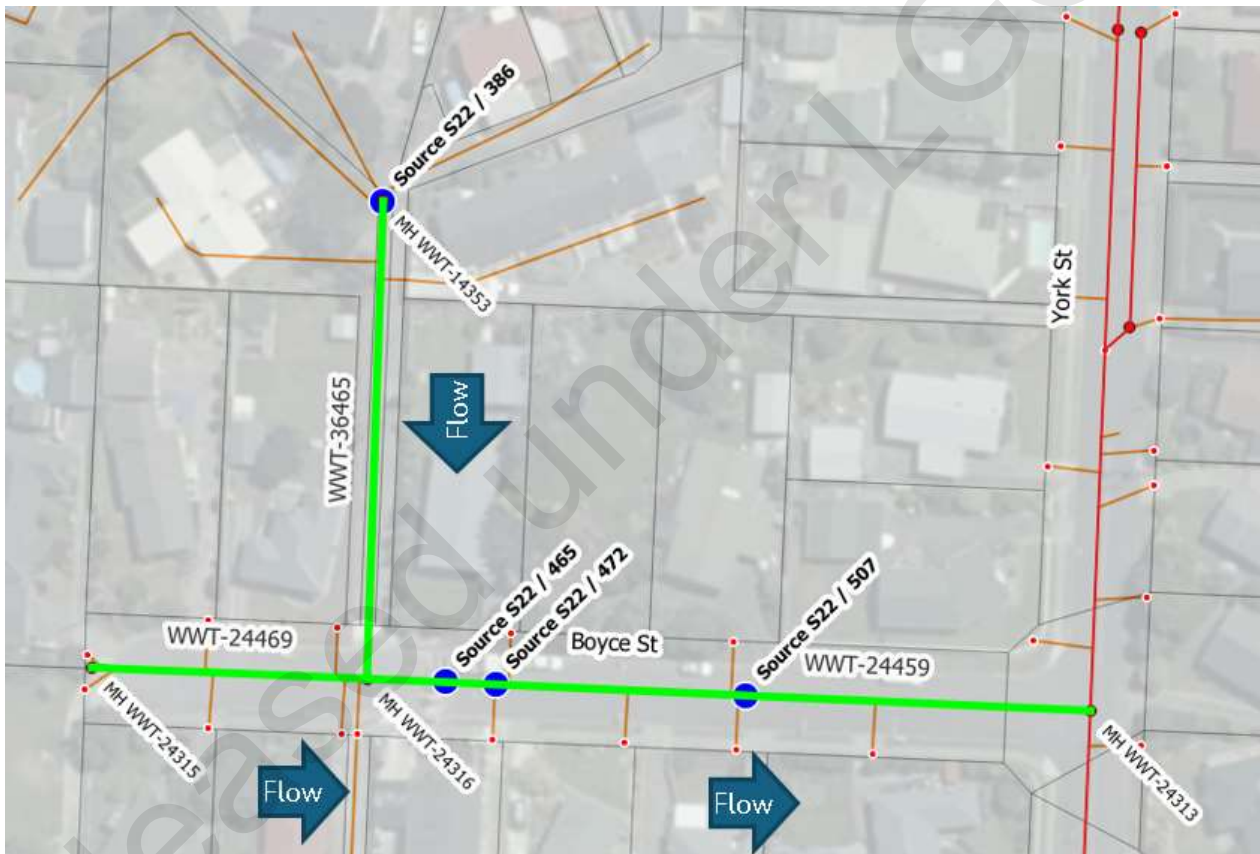 Released under LG
Source S22 / 386
MH WWT-14353
York St
WWT-36465
Flow
Source S22 / 465
Source S22 / 472
Boyce St
Source S22 / 507
WWT-24469
WWT-24459
MH WWT-24315
MH WWT-24316
MH WWT-24313
Flow
Flow